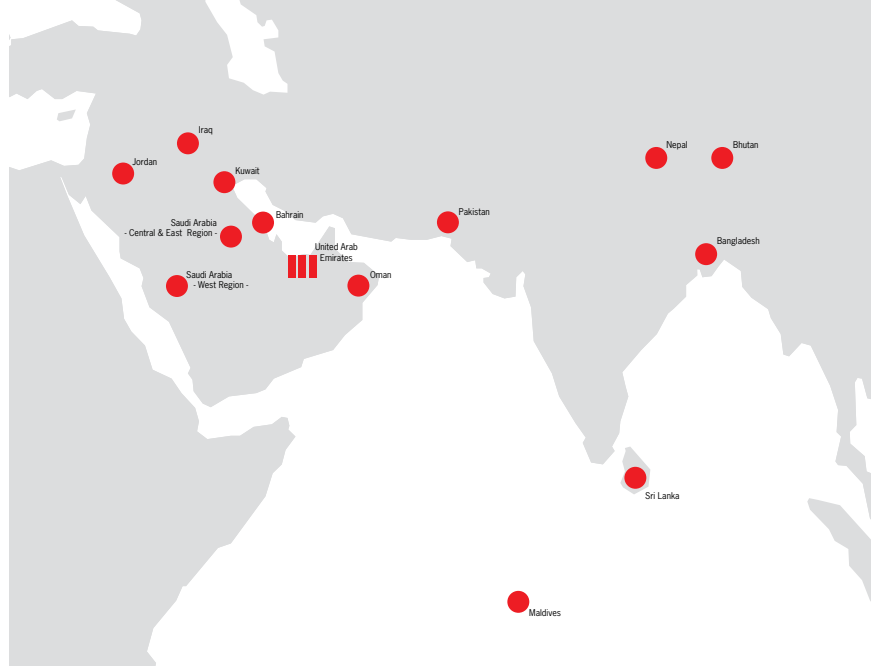 Iraq
Nepal
Bhutan
Jordan
Kuwait
Pakistan
Bahrain
Saudi Arabia
- Central & East Region -
Bangladesh
United Arab
Emirates
Saudi Arabia
- West Region -
Oman
Sri Lanka
Maldives